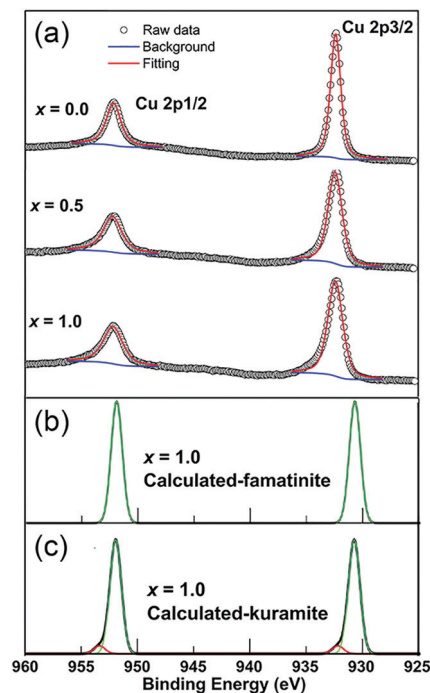 (a)
Raw data
Background
Fitting
Cu 2p3/2
Cu 2p1/2
x = 0.0
x = 0.5
x = 1.0
(b)
x = 1.0
Calculated-famatinite
(c)
x = 1.0
Calculated-kuramite
960 955 950 945 940 935 930 925
Binding Energy (eV)